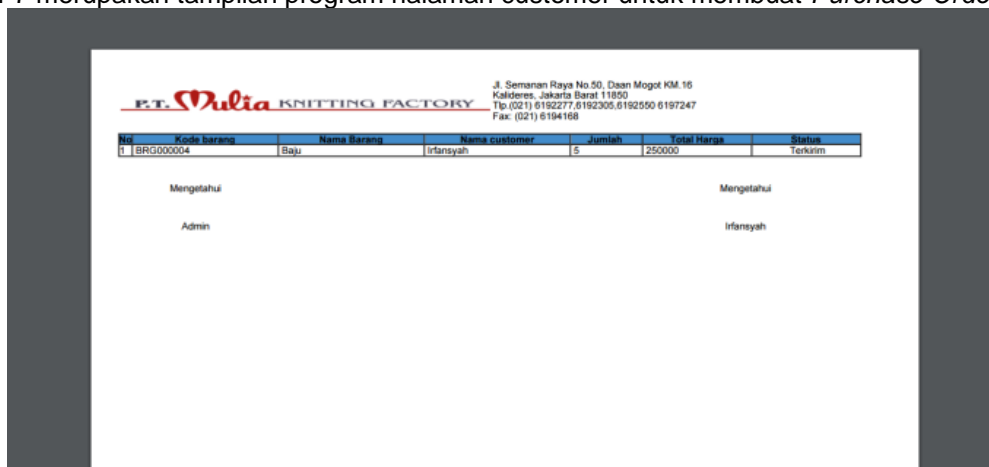 merupakan tampilan program halaman customer untuk membuat
P.T. Mulia KNITTING FACTORY
Jl. Semanan Raya No.50, Daan Mogot KM.16
Kalideres, Jakarta Barat 11850
Tlp.(021) 6192277,6192305,6192550 6197247
Fax: (021) 6194168
No Kode barang Nama Barang Nama customer Jumlah Total Harga Status
1 BRG000004 Baju Irfansyah 5 250000 Terkirim
Mengetahui Mengetahui
Admin Irfansyah